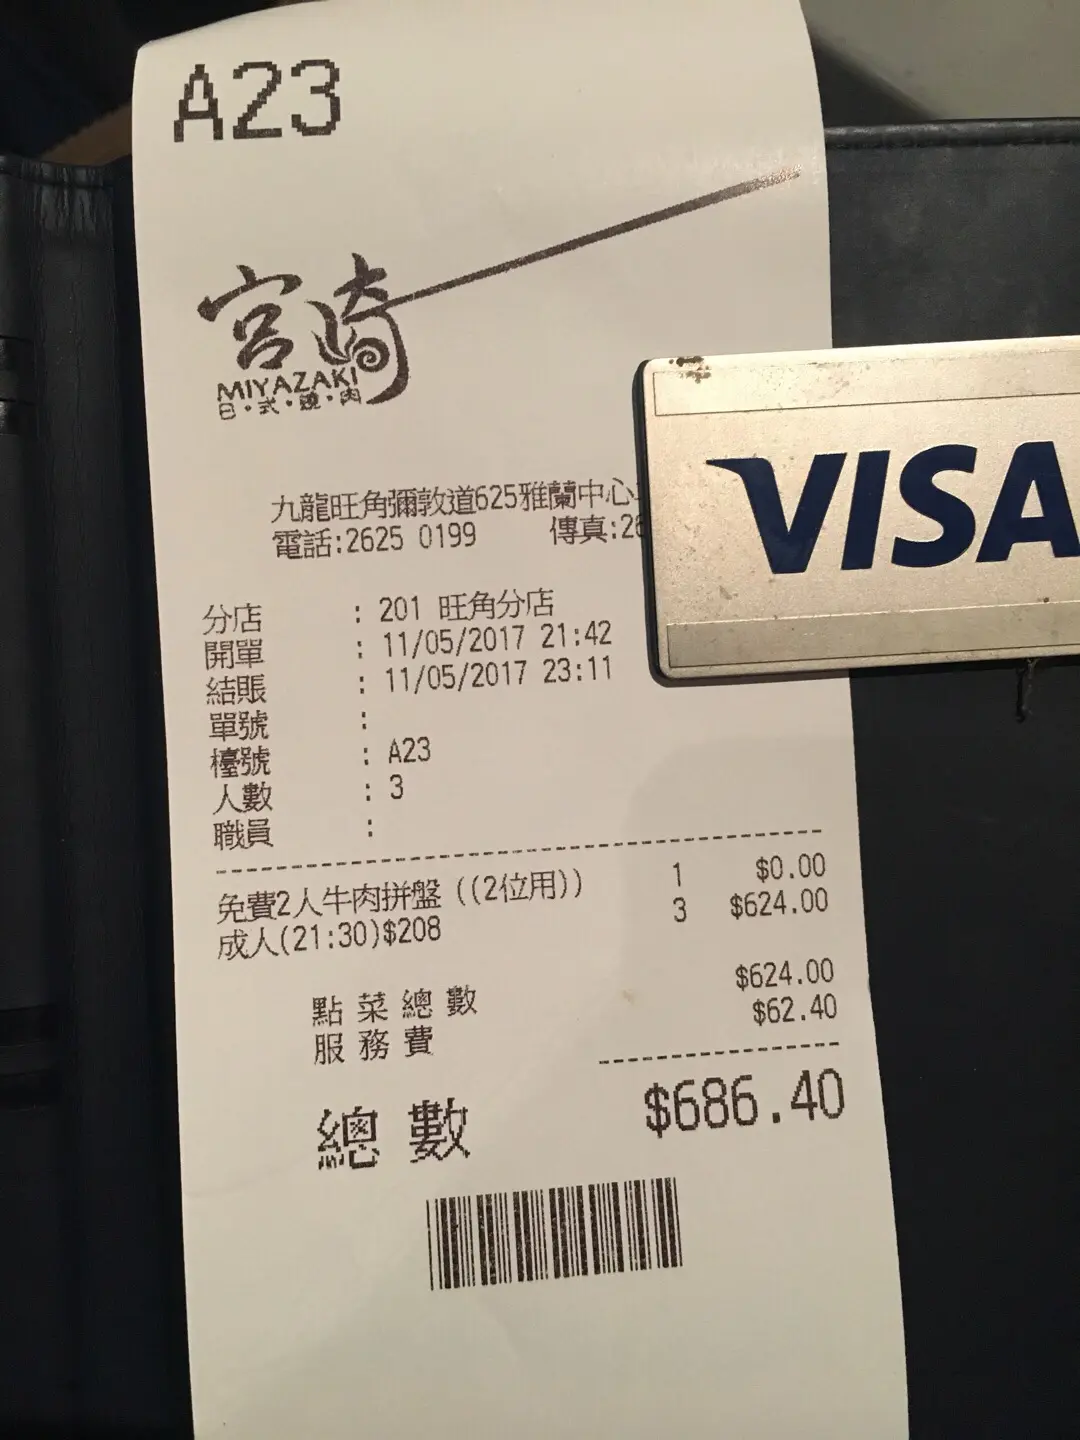 A23
宮崎
MIYAZAKI
日・式・燒・肉
九龍旺角彌敦道625雅蘭中心
電話:2625 0199 傳真:26
VISA
分店 : 201 旺角分店
開單 : 11/05/2017 21:42
結賬 : 11/05/2017 23:11
單號 :
檯號 : A23
人數 : 3
職員 :
免費2人牛肉拼盤 ((2位用)) 1 $0.00
成人(21:30)$208 3 $624.00
點菜總數 $624.00
服務費 $62.40
總數 $686.40